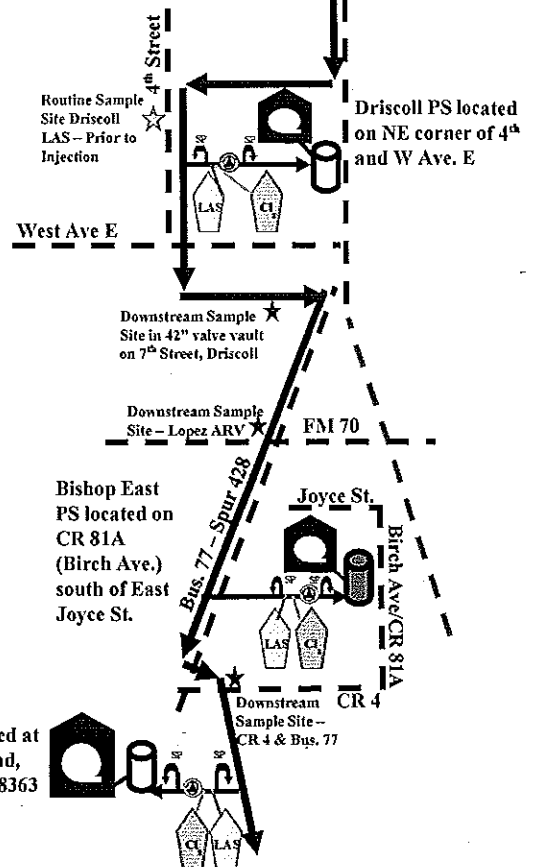 4th Street
Routine Sample
Site Driscoll
LAS – Prior to
Injection
Driscoll PS located
on NE corner of 4th
and W Ave. E
LAS
Cl2
West Ave E
Downstream Sample
Site in 42" valve vault
on 7th Street, Driscoll
Downstream Sample
Site – Lopez ARV
FM 70
Bus. 77 – Spur 428
Bishop East
PS located on
CR 81A
(Birch Ave.)
south of East
Joyce St.
Joyce St.
Birch Ave/CR 81A
LAS
Cl2
CR 4
Downstream
Sample Site –
CR 4 & Bus. 77
ed at
nd,
8363
Cl2
LAS